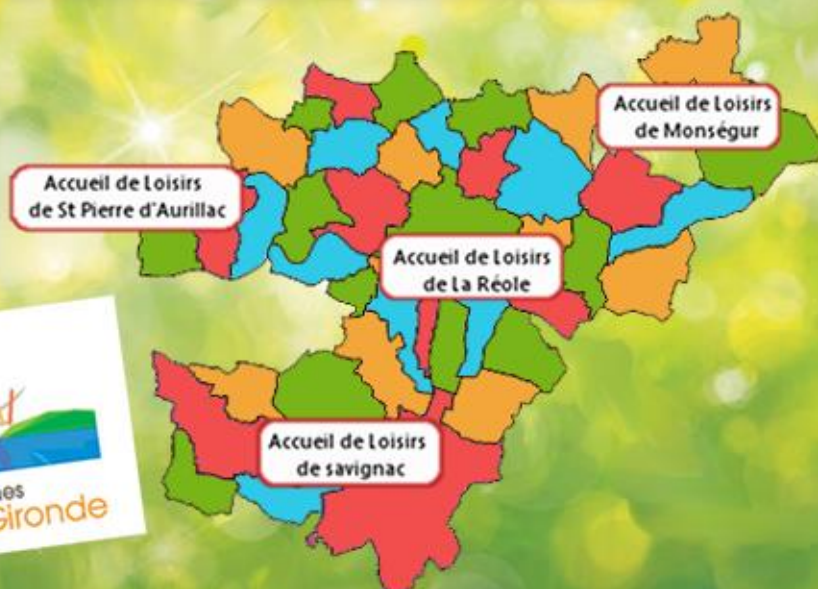 Accueil de Loisirs
de Monségur
Accueil de Loisirs
de St Pierre d'Aurillac
Accueil de Loisirs
de La Réole
Accueil de Loisirs
de savignac
Gironde